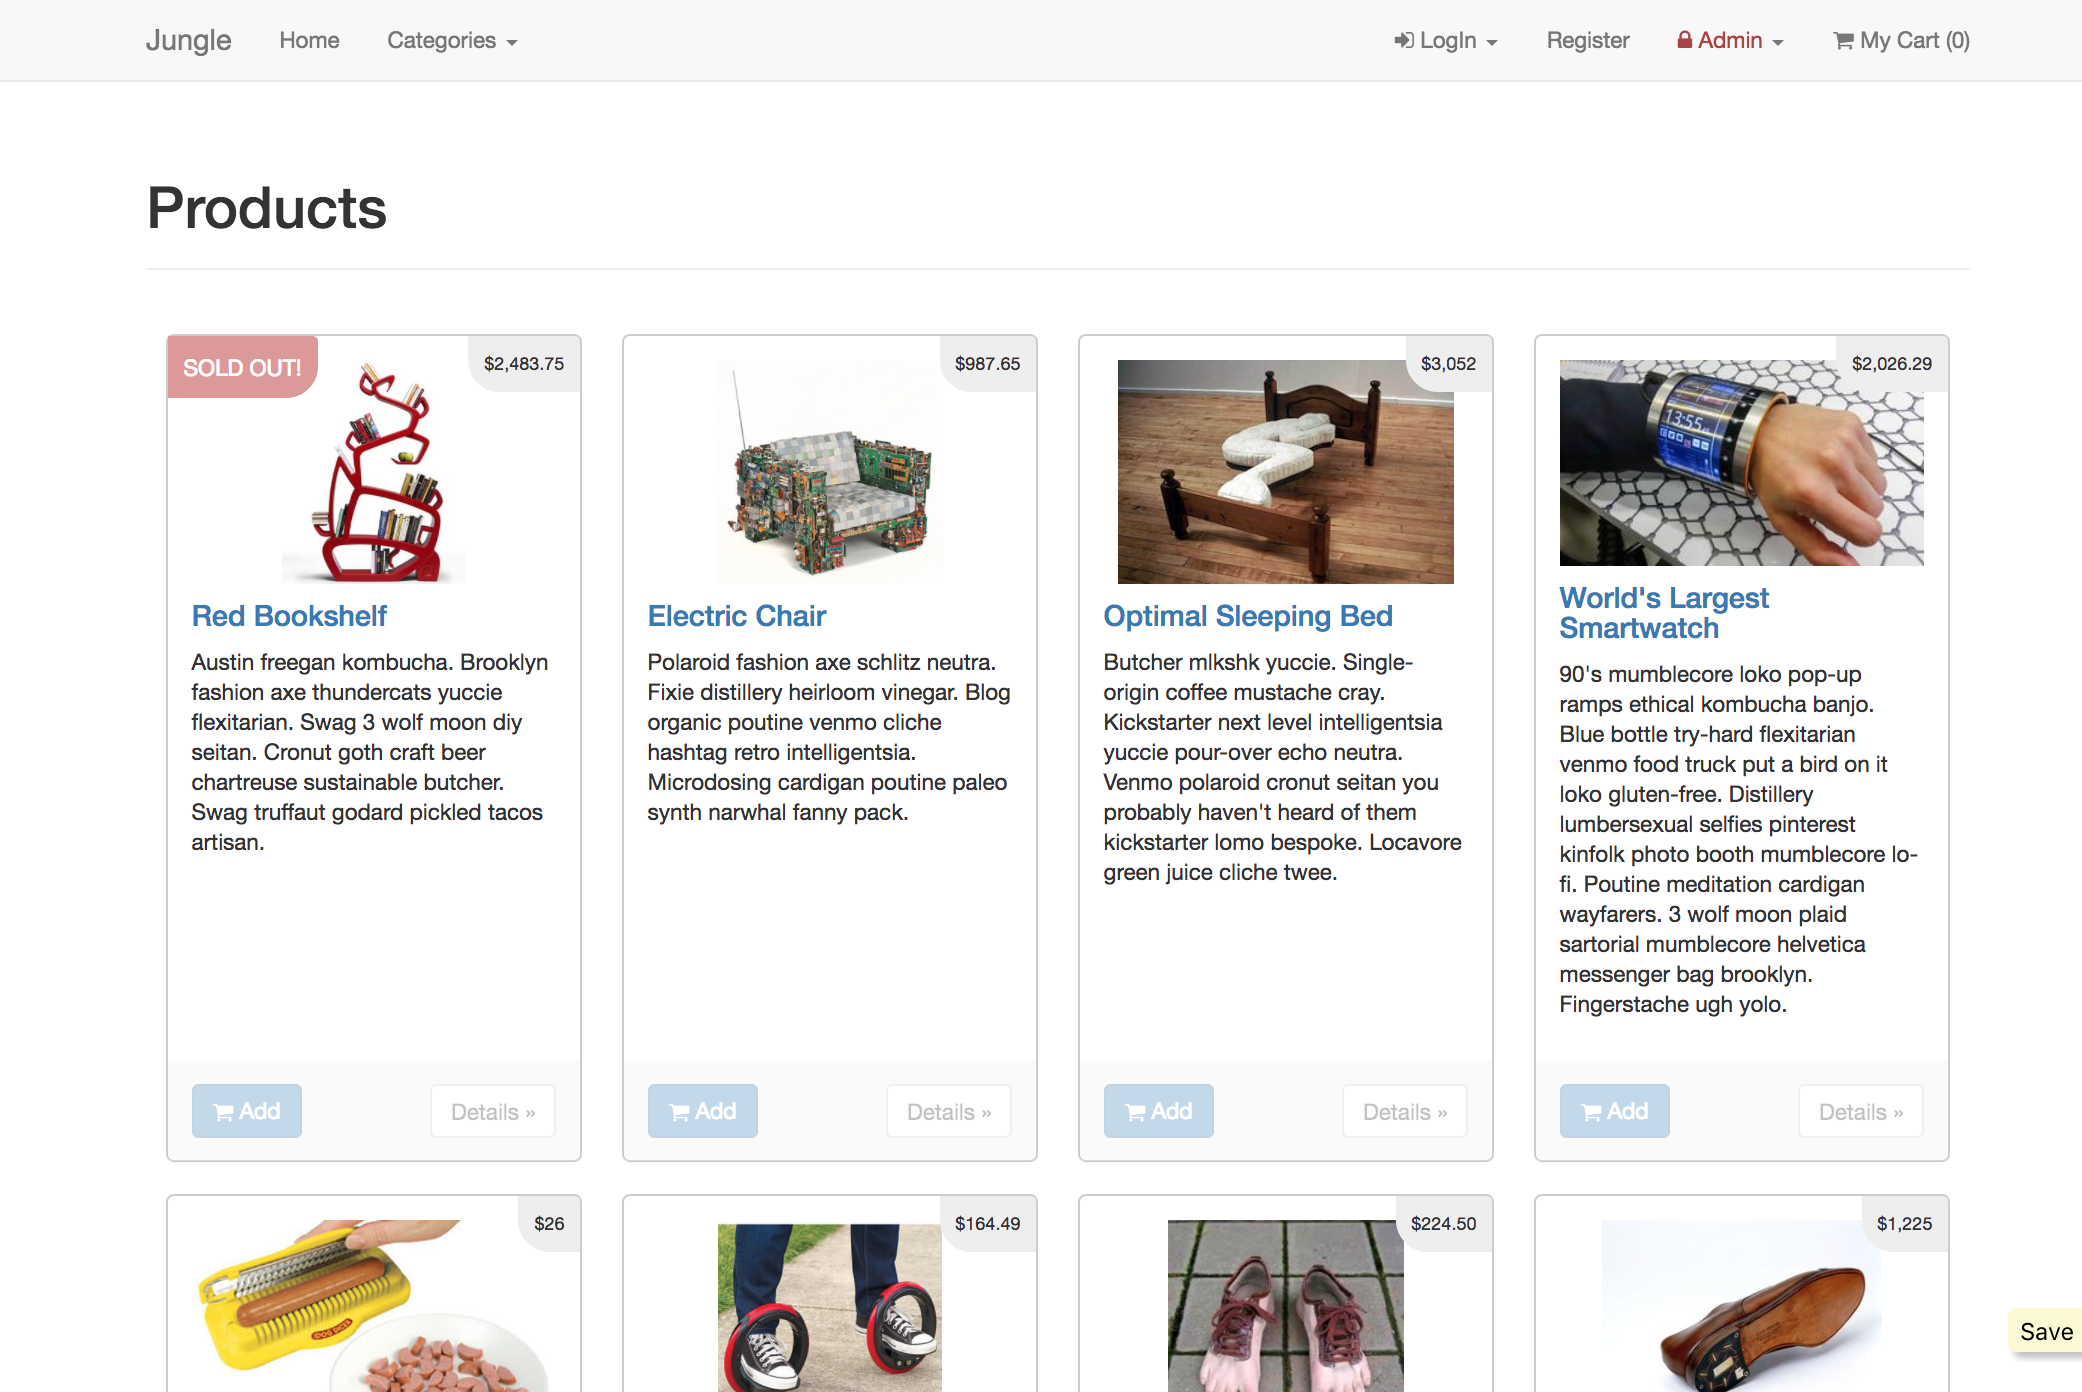 Jungle Home Categories LogIn Register Admin My Cart (0)
Products
SOLD OUT!
$2,483.75
Red Bookshelf
Austin freegan kombucha. Brooklyn
fashion axe thundercats yuccie
flexitarian. Swag 3 wolf moon diy
seitan. Cronut goth craft beer
chartreuse sustainable butcher.
Swag truffaut godard pickled tacos
artisan.
Add
Details »
$987.65
Electric Chair
Polaroid fashion axe schlitz neutra.
Fixie distillery heirloom vinegar. Blog
organic poutine venmo cliche
hashtag retro intelligentsia.
Microdosing cardigan poutine paleo
synth narwhal fanny pack.
Add
Details »
$3,052
Optimal Sleeping Bed
Butcher mlkshk yuccie. Single-
origin coffee mustache cray.
Kickstarter next level intelligentsia
yuccie pour-over echo neutra.
Venmo polaroid cronut seitan you
probably haven't heard of them
kickstarter lomo bespoke. Locavore
green juice cliche twee.
Add
Details »
$2,026.29
13:55
World's Largest
Smartwatch
90's mumblecore loko pop-up
ramps ethical kombucha banjo.
Blue bottle try-hard flexitarian
venmo food truck put a bird on it
loko gluten-free. Distillery
lumbersexual selfies pinterest
kinfolk photo booth mumblecore lo-
fi. Poutine meditation cardigan
wayfarers. 3 wolf moon plaid
sartorial mumblecore helvetica
messenger bag brooklyn.
Fingerstache ugh yolo.
Add
Details »
$26
$164.49
$224.50
$1,225
Save